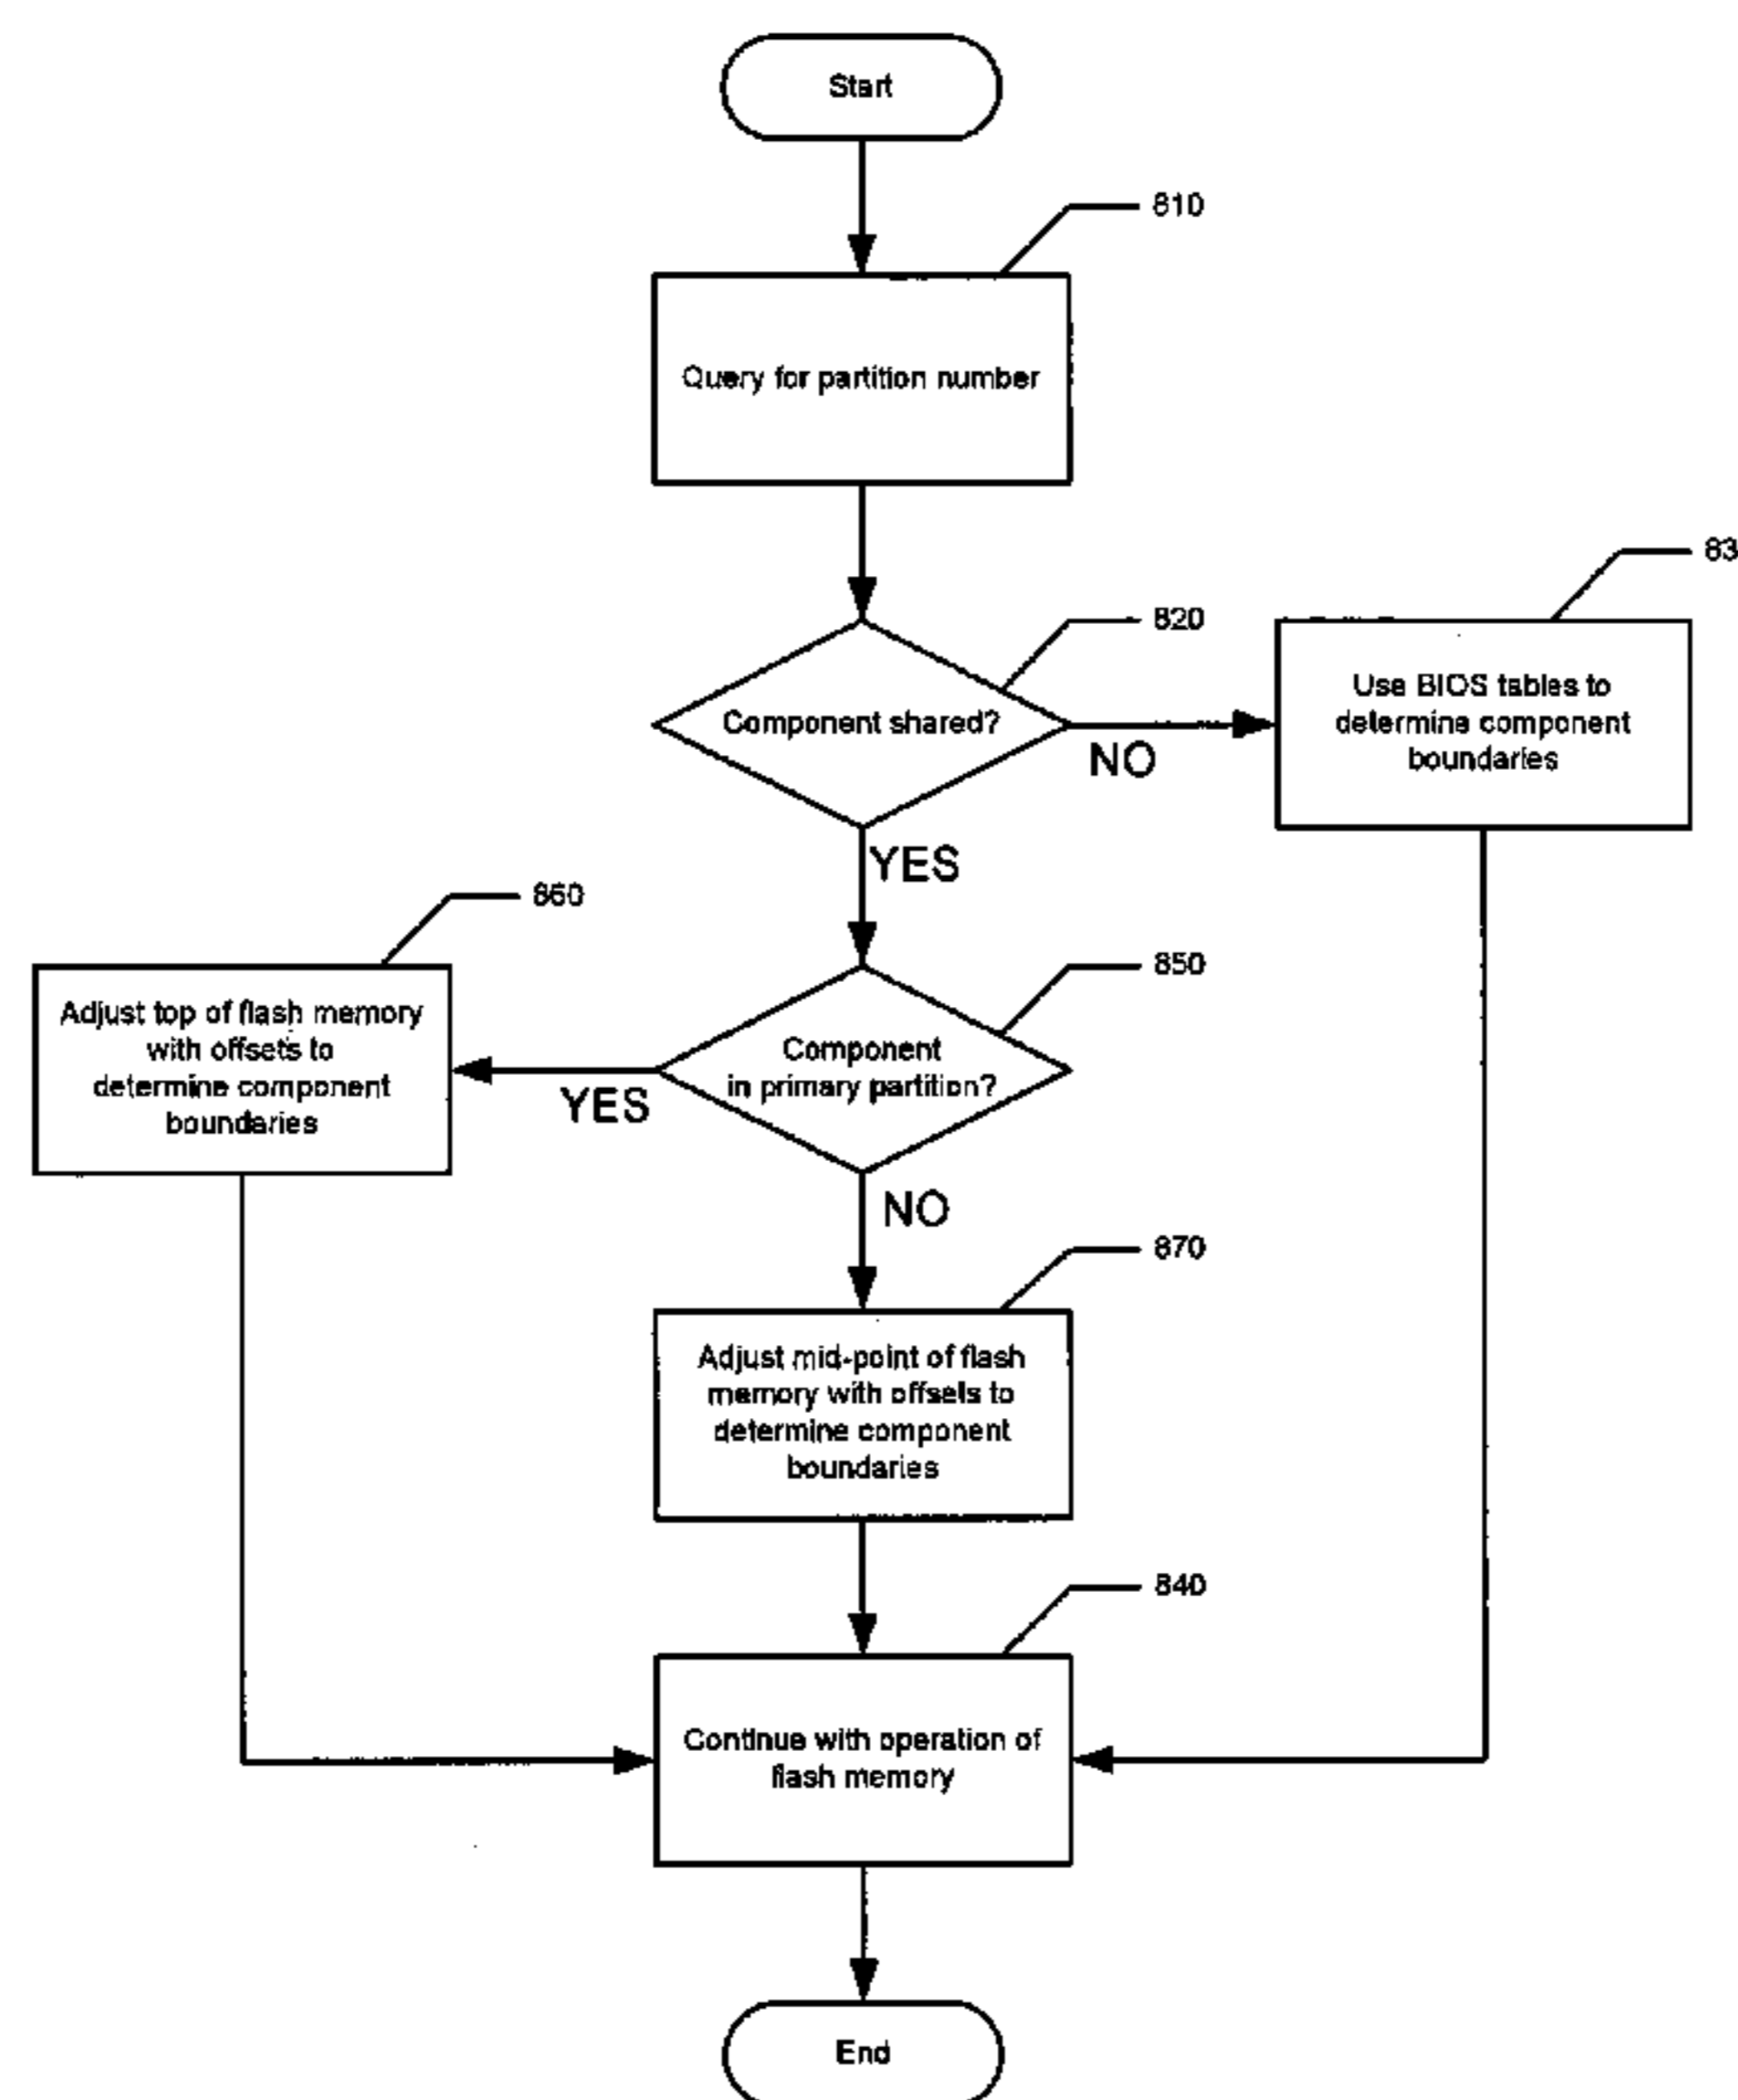 Start
810
Query for partition number
820
Component shared?
NO
83
Use BIOS tables to
determine component
boundaries
YES
860
Adjust top of flash memory
with offsets to
determine component
boundaries
850
Component
in primary partition?
YES
NO
870
Adjust mid-point of flash
memory with offsets to
determine component
boundaries
840
Continue with operation of
flash memory
End